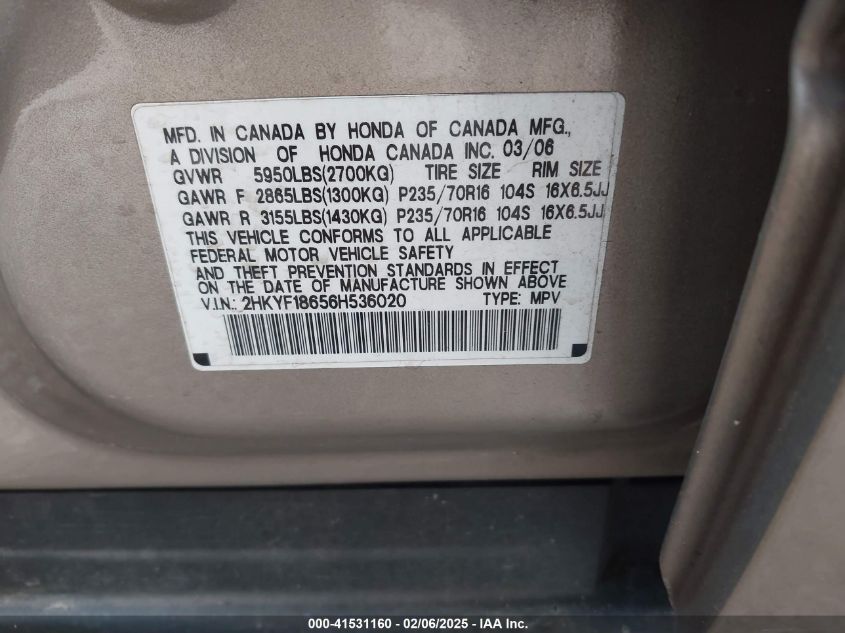 MFD. IN CANADA BY HONDA OF CANADA MFG.,
A DIVISION OF HONDA CANADA INC. 03/06
GVWR 5950LBS(2700KG) TIRE SIZE RIM SIZE
GAWR F 2865LBS(1300KG) P235/70R16 104S 16X6.5JJ
GAWR R 3155LBS(1430KG) P235/70R16 104S 16X6.5JJ
THIS VEHICLE CONFORMS TO ALL APPLICABLE
FEDERAL MOTOR VEHICLE SAFETY
AND THEFT PREVENTION STANDARDS IN EFFECT
ON THE DATE OF MANUFACTURE SHOWN ABOVE
V.I.N.: 2HKYF18656H536020 TYPE: MPV
000-41531160 - 02/06/2025 - IAA Inc.